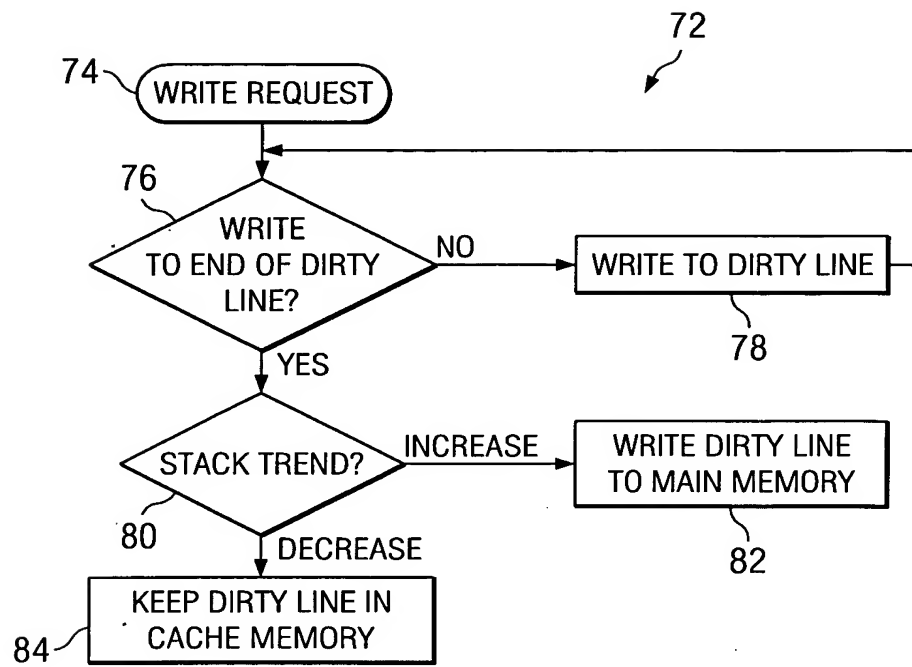 72
74
WRITE REQUEST
76
WRITE
TO END OF DIRTY
LINE?
NO
WRITE TO DIRTY LINE
78
YES
STACK TREND?
80
INCREASE
WRITE DIRTY LINE
TO MAIN MEMORY
82
DECREASE
KEEP DIRTY LINE IN
CACHE MEMORY
84